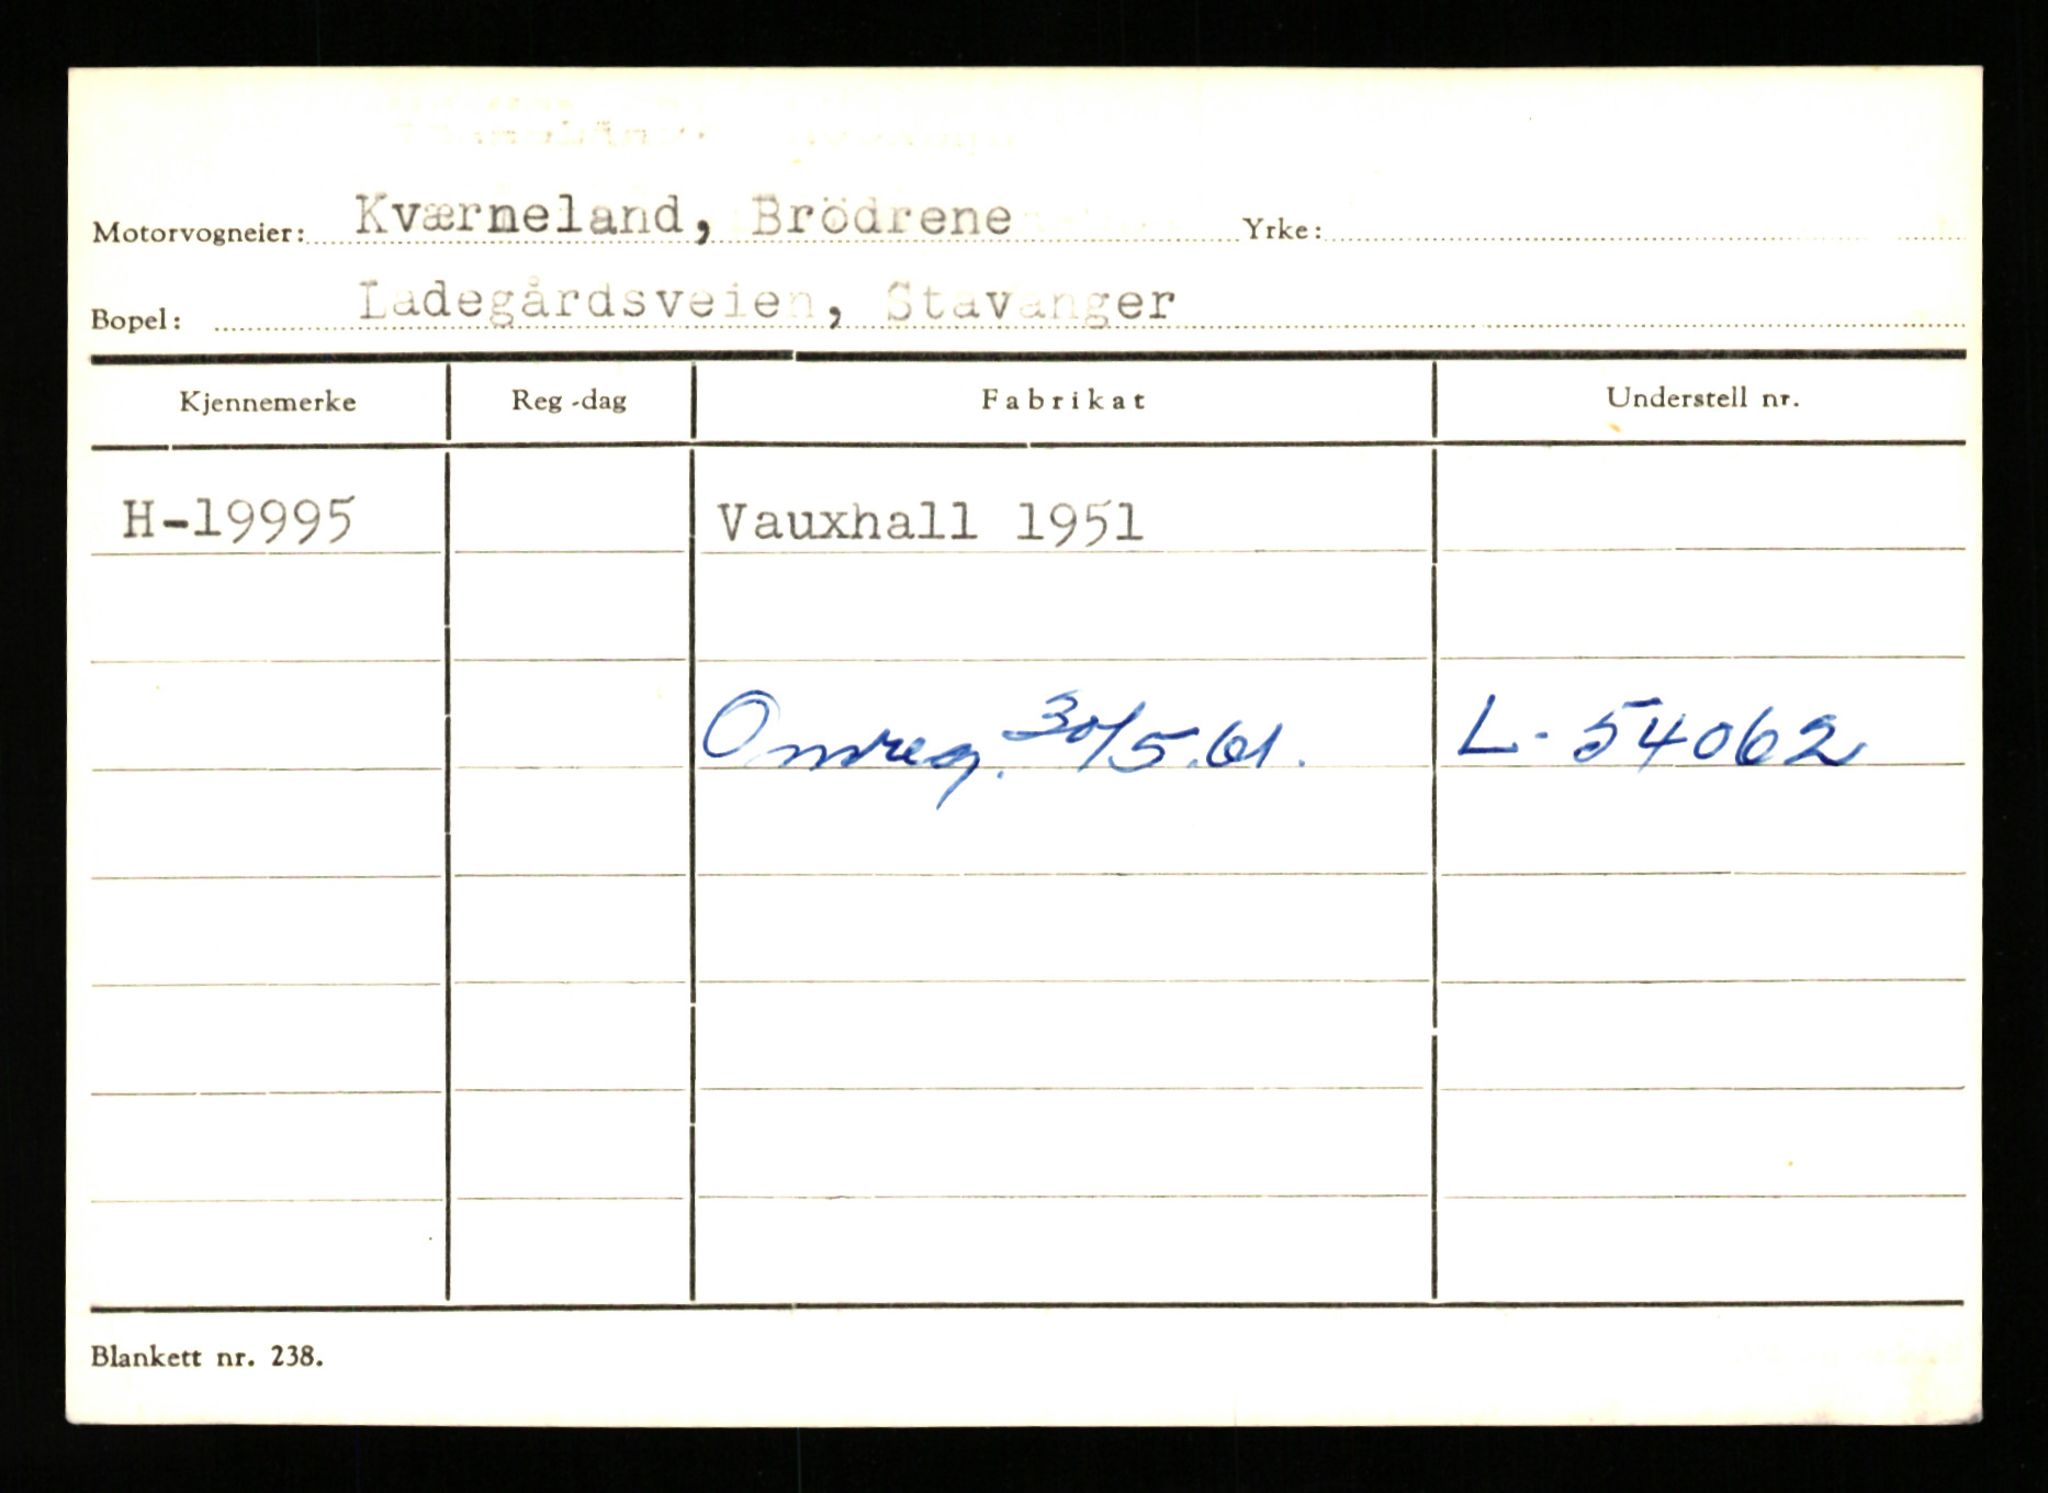 Motorvogneier: Kværneland, Brödrene Yrke:
Bopel: Ladegårdsveien, Stavanger
Kjennemerke Reg-dag Fabrikat Understell nr.
H-19995 Vauxhall 1951
Omreg. 30/5.61. L-54062
Blankett nr. 238.